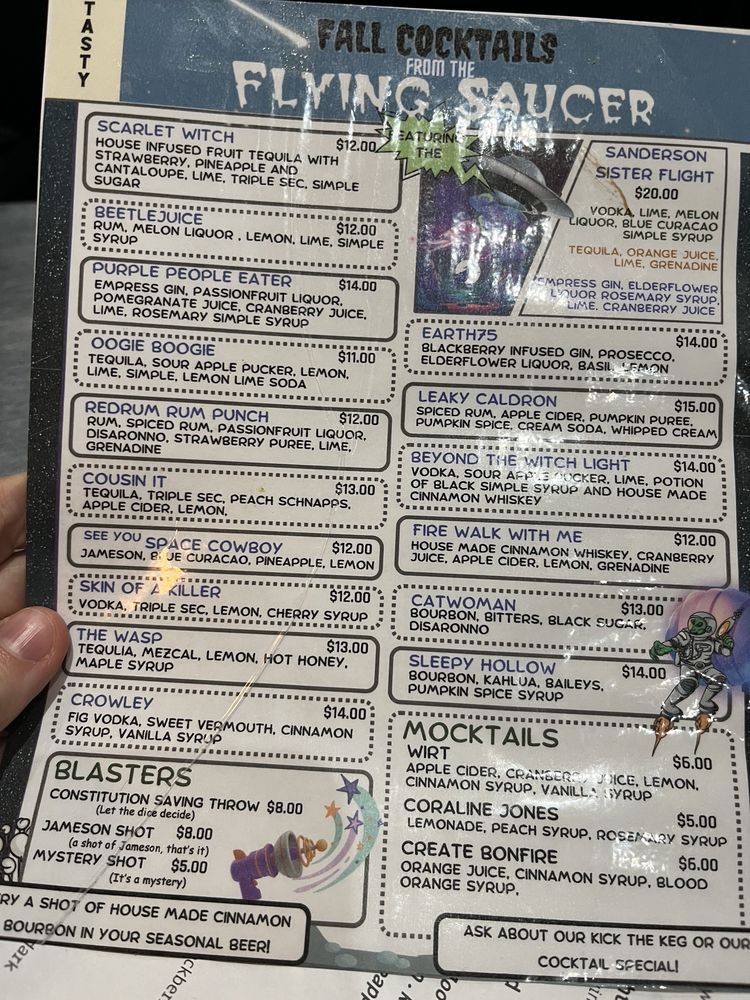 TASTY
FALL COCKTAILS
FROM THE
FLYING SAUCER
SCARLET WITCH $12.00
HOUSE INFUSED FRUIT TEQUILA WITH
STRAWBERRY, PINEAPPLE AND
CANTALOUPE, LIME, TRIPLE SEC, SIMPLE
SUGAR
BEETLEJUICE $12.00
RUM, MELON LIQUOR , LEMON, LIME, SIMPLE
SYRUP
PURPLE PEOPLE EATER $14.00
EMPRESS GIN, PASSIONFRUIT LIQUOR,
POMEGRANATE JUICE, CRANBERRY JUICE,
LIME, ROSEMARY SIMPLE SYRUP
OOGIE BOOGIE $11.00
TEQUILA, SOUR APPLE PUCKER, LEMON,
LIME, SIMPLE, LEMON LIME SODA
REDRUM RUM PUNCH $12.00
RUM, SPICED RUM, PASSIONFRUIT LIQUOR,
DISARONNO, STRAWBERRY PUREE, LIME,
GRENADINE
COUSIN IT $13.00
TEQUILA, TRIPLE SEC, PEACH SCHNAPPS,
APPLE CIDER, LEMON,
SEE YOU SPACE COWBOY $12.00
JAMESON, BLUE CURACAO, PINEAPPLE, LEMON
SKIN OF A KILLER $12.00
VODKA, TRIPLE SEC, LEMON, CHERRY SYRUP
THE WASP $13.00
TEQULIA, MEZCAL, LEMON, HOT HONEY,
MAPLE SYRUP
CROWLEY $14.00
FIG VODKA, SWEET VERMOUTH, CINNAMON
SYRUP, VANILLA SYRUP
BLASTERS
CONSTITUTION SAVING THROW $8.00
(Let the dice decide)
JAMESON SHOT $8.00
(a shot of Jameson, that's it)
MYSTERY SHOT $5.00
(It's a mystery)
RY A SHOT OF HOUSE MADE CINNAMON
BOURBON IN YOUR SEASONAL BEER!
FEATURING
THE
SANDERSON
SISTER FLIGHT
$20.00
VODKA, LIME, MELON
LIQUOR, BLUE CURACAO
SIMPLE SYRUP
TEQUILA, ORANGE JUICE,
LIME, GRENADINE
EMPRESS GIN, ELDERFLOWER
LIQUOR ROSEMARY SYRUP,
LIME, CRANBERRY JUICE
EARTH75 $14.00
BLACKBERRY INFUSED GIN, PROSECCO,
ELDERFLOWER LIQUOR, BASIL LEMON
LEAKY CALDRON $15.00
SPICED RUM, APPLE CIDER, PUMPKIN PUREE,
PUMPKIN SPICE, CREAM SODA, WHIPPED CREAM
BEYOND THE WITCH LIGHT $14.00
VODKA, SOUR APPLE PUCKER, LIME, POTION
OF BLACK SIMPLE SYRUP AND HOUSE MADE
CINNAMON WHISKEY
FIRE WALK WITH ME $12.00
HOUSE MADE CINNAMON WHISKEY, CRANBERRY
JUICE, APPLE CIDER, LEMON, GRENADINE
CATWOMAN $13.00
BOURBON, BITTERS, BLACK SUGAR,
DISARONNO
SLEEPY HOLLOW $14.00
BOURBON, KAHLUA, BAILEYS,
PUMPKIN SPICE SYRUP
MOCKTAILS
WIRT $6.00
APPLE CIDER, CRANBERRY JUICE, LEMON,
CINNAMON SYRUP, VANILLA SYRUP
CORALINE JONES $5.00
LEMONADE, PEACH SYRUP, ROSEMARY SYRUP
CREATE BONFIRE $6.00
ORANGE JUICE, CINNAMON SYRUP, BLOOD
ORANGE SYRUP,
ASK ABOUT OUR KICK THE KEG OR OUR
COCKTAIL SPECIAL!